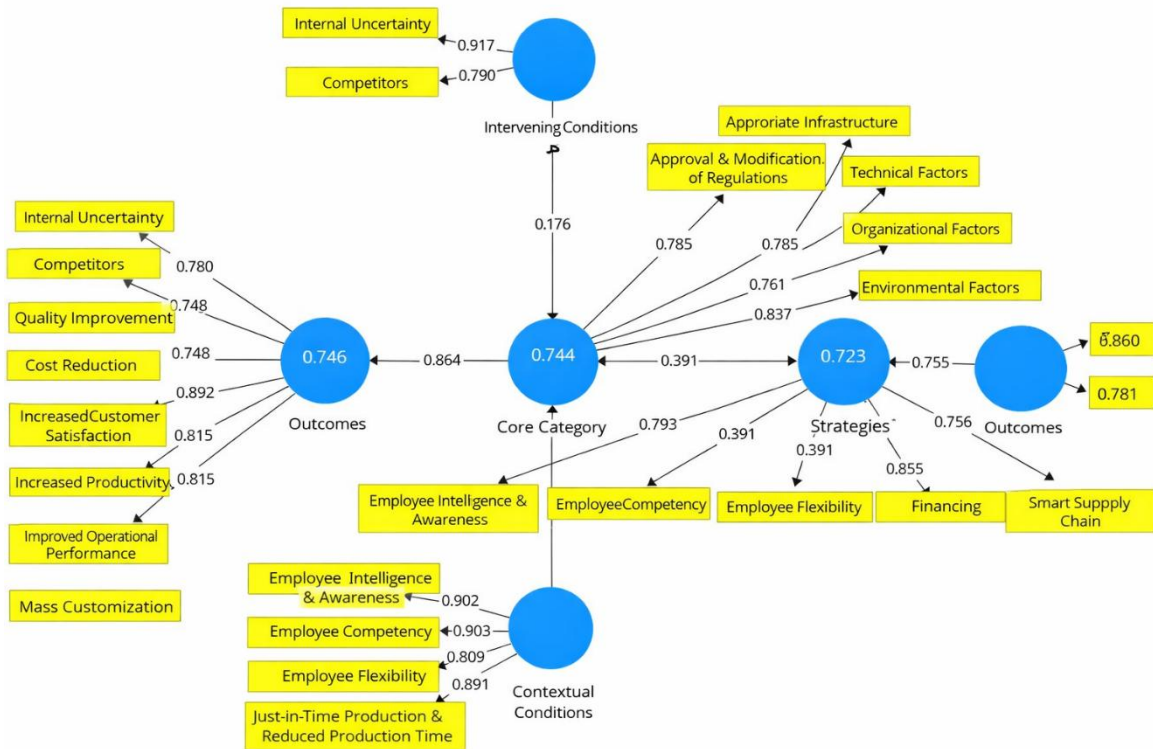 Internal Uncertainty
0.917
0.790
Competitors
Intervening Conditions
Approriate Infrastructure
Approval & Modification.
of Regulations
Technical Factors
Internal Uncertainty
0.176
0.785
0.785
Organizational Factors
Competitors
0.780
0.761
Environmental Factors
0.837
Quality Improvement
0.748
0.746
0.864
0.744
0.391
0.723
0.755
0.860
Cost Reduction
0.748
0.892
0.781
Increased Customer
Satisfaction
Outcomes
Core Category
0.793
0.391
Strategies
0.756
Outcomes
0.815
0.391
0.855
Increased Productivity
0.815
Employee Intelligence &
Awareness
Employee Competency
Employee Flexibility
Financing
Smart Suppply
Chain
Improved Operational
Performance
Employee Intelligence
& Awareness
0.902
Mass Customization
Employee Competency
0.903
0.809
Employee Flexibility
0.891
Contextual
Conditions
Just-in-Time Production &
Reduced Production Time